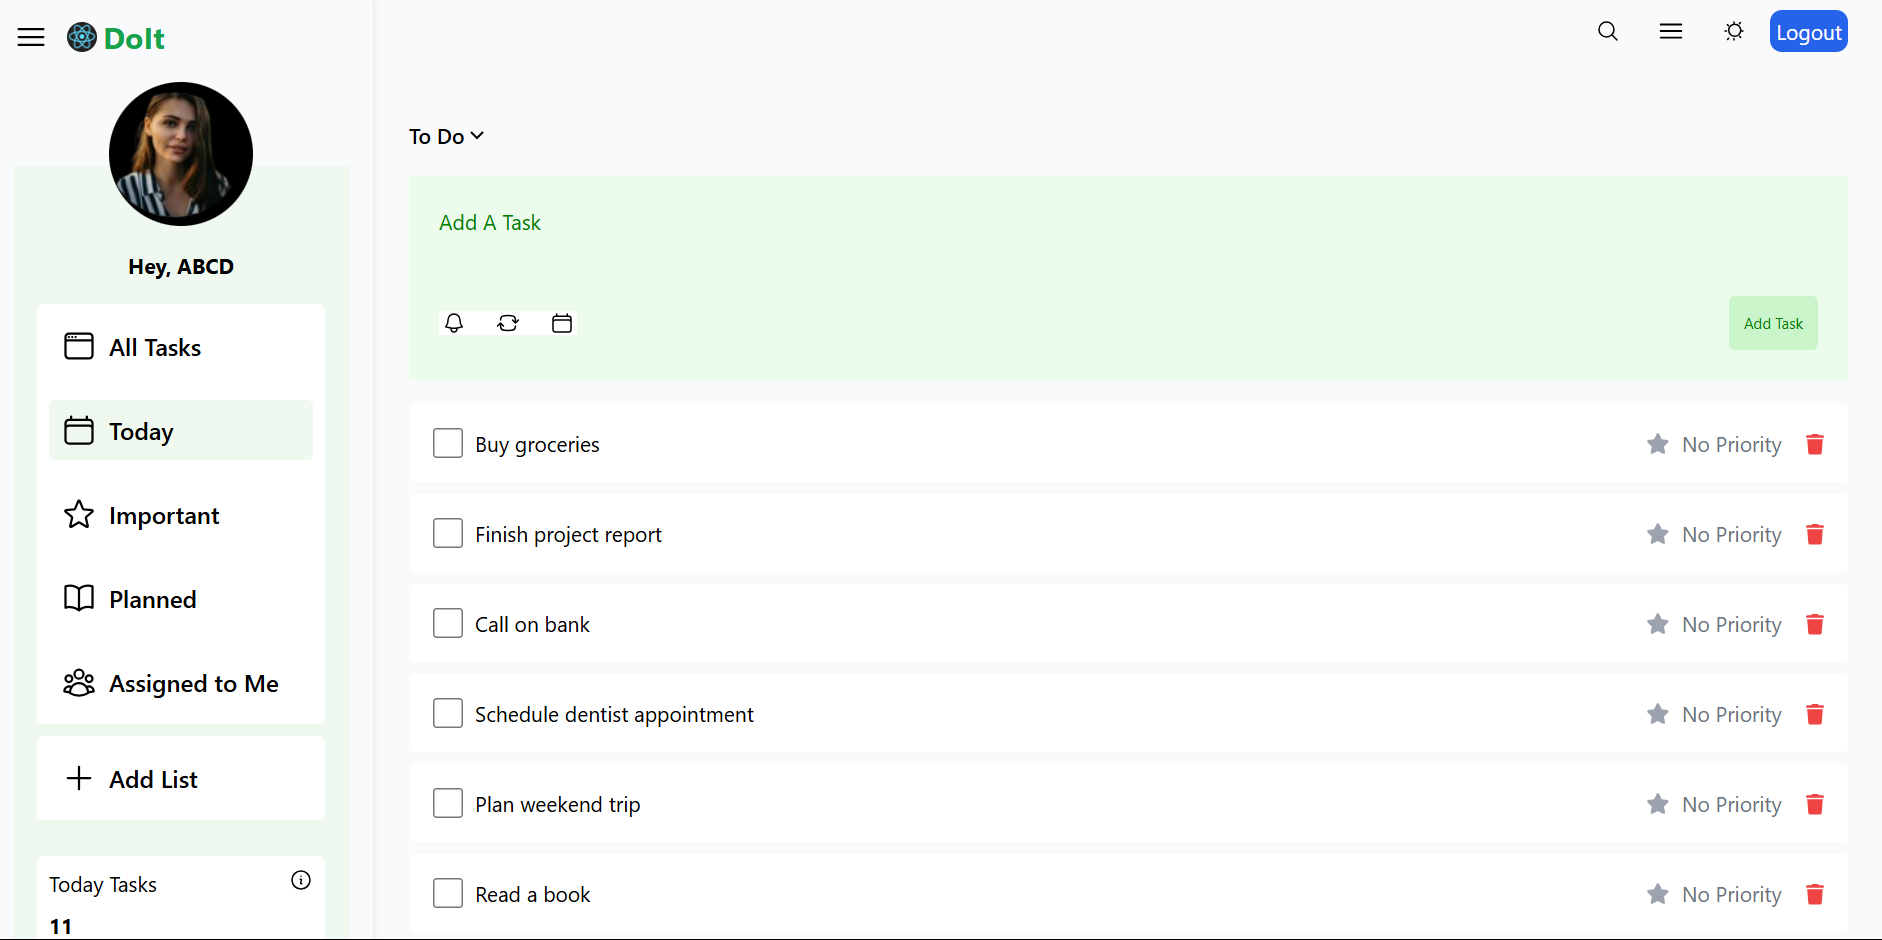 DoIt
Logout
Hey, ABCD
All Tasks
Today
Important
Planned
Assigned to Me
Add List
Today Tasks
11
To Do
Add A Task
Add Task
Buy groceries No Priority
Finish project report No Priority
Call on bank No Priority
Schedule dentist appointment No Priority
Plan weekend trip No Priority
Read a book No Priority